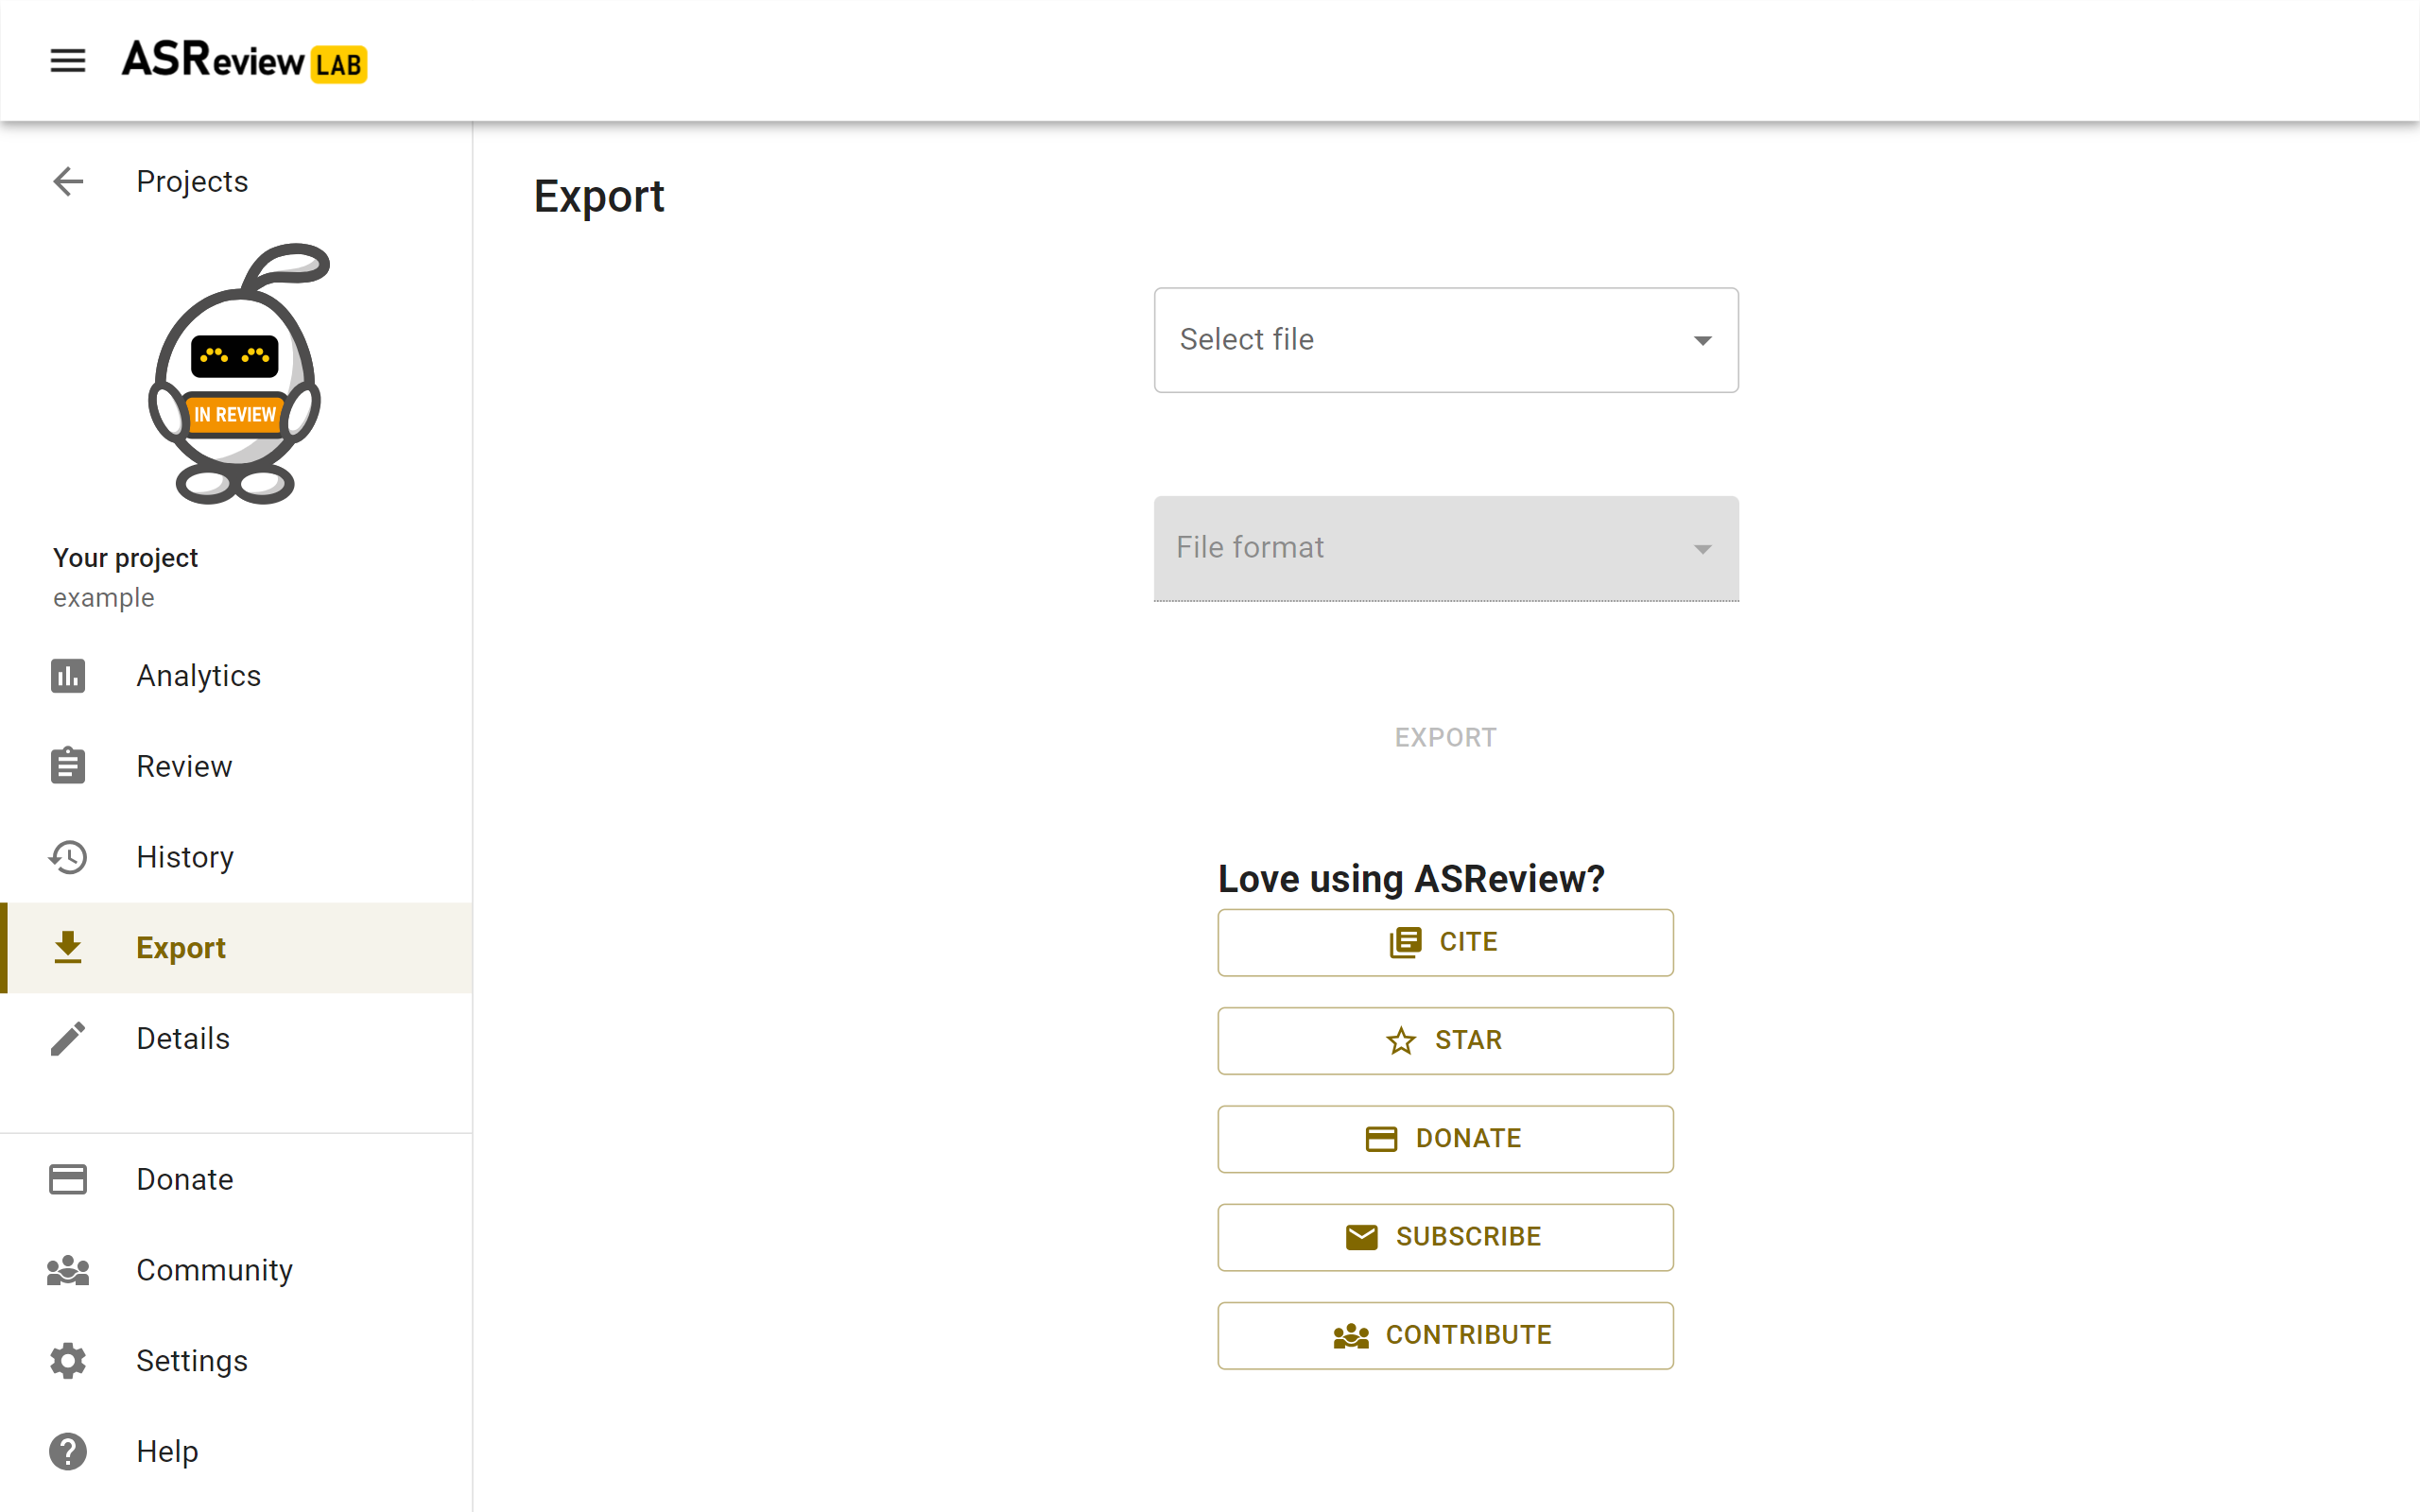 ASReview LAB
Projects
IN REVIEW
Your project
example
Analytics
Review
History
Export
Details
Donate
Community
Settings
Help
Export
Select file
File format
EXPORT
Love using ASReview?
CITE
STAR
DONATE
SUBSCRIBE
CONTRIBUTE